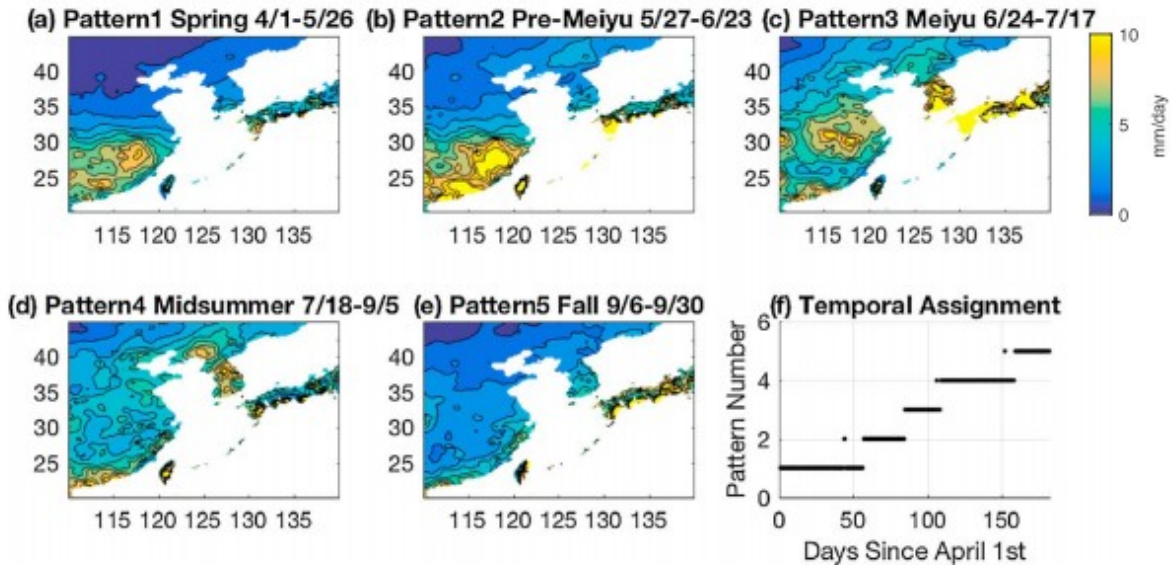 (a) Pattern1 Spring 4/1-5/26
(b) Pattern2 Pre-Meiyu 5/27-6/23
(c) Pattern3 Meiyu 6/24-7/17
40
35
30
25
115 120 125 130 135
40
35
30
25
115 120 125 130 135
40
35
30
25
115 120 125 130 135
10
5
0
mm/day
(d) Pattern4 Midsummer 7/18-9/5
(e) Pattern5 Fall 9/6-9/30
(f) Temporal Assignment
40
35
30
25
115 120 125 130 135
40
35
30
25
115 120 125 130 135
Pattern Number
6
4
2
0
0 50 100 150
Days Since April 1st